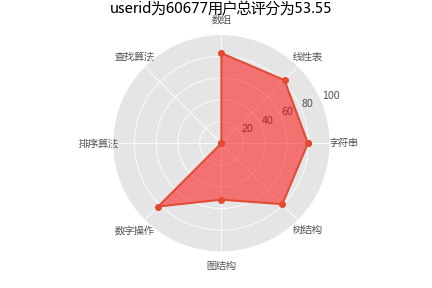 userid为60677用户总评分为53.55
数组
查找算法
线性表
100
80
60
40
20
排序算法
字符串
数字操作
树结构
图结构